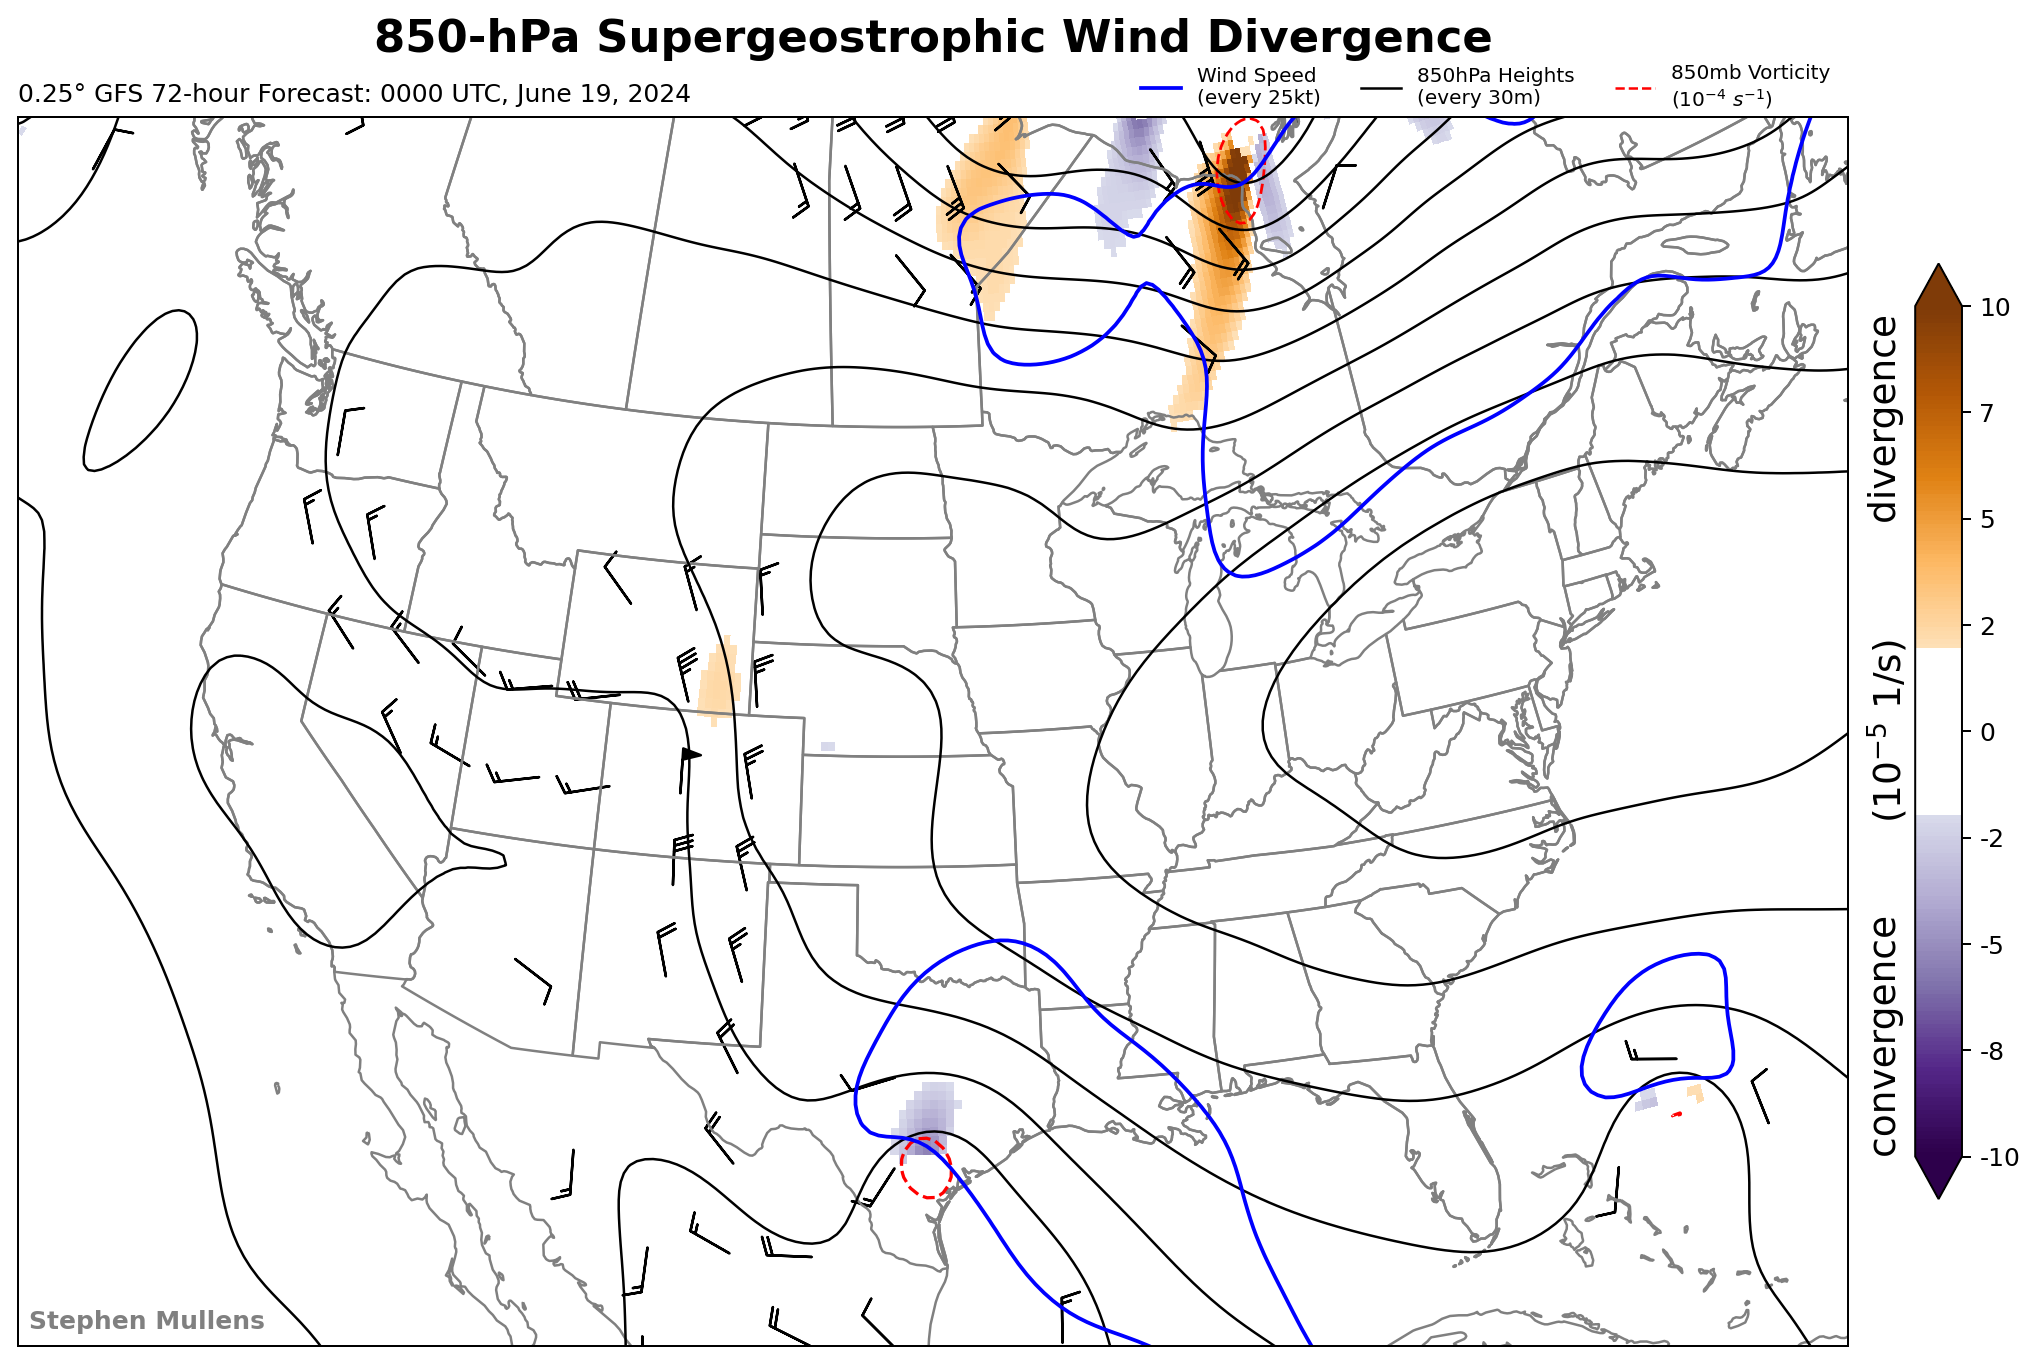 850-hPa Supergeostrophic Wind Divergence
0.25° GFS 72-hour Forecast: 0000 UTC, June 19, 2024
Wind Speed
(every 25kt)
850hPa Heights
(every 30m)
850mb Vorticity
(10⁻⁴ s⁻¹)
10
7
5
2
0
-2
-5
-8
-10
convergence (10⁻⁵ 1/s) divergence
Stephen Mullens